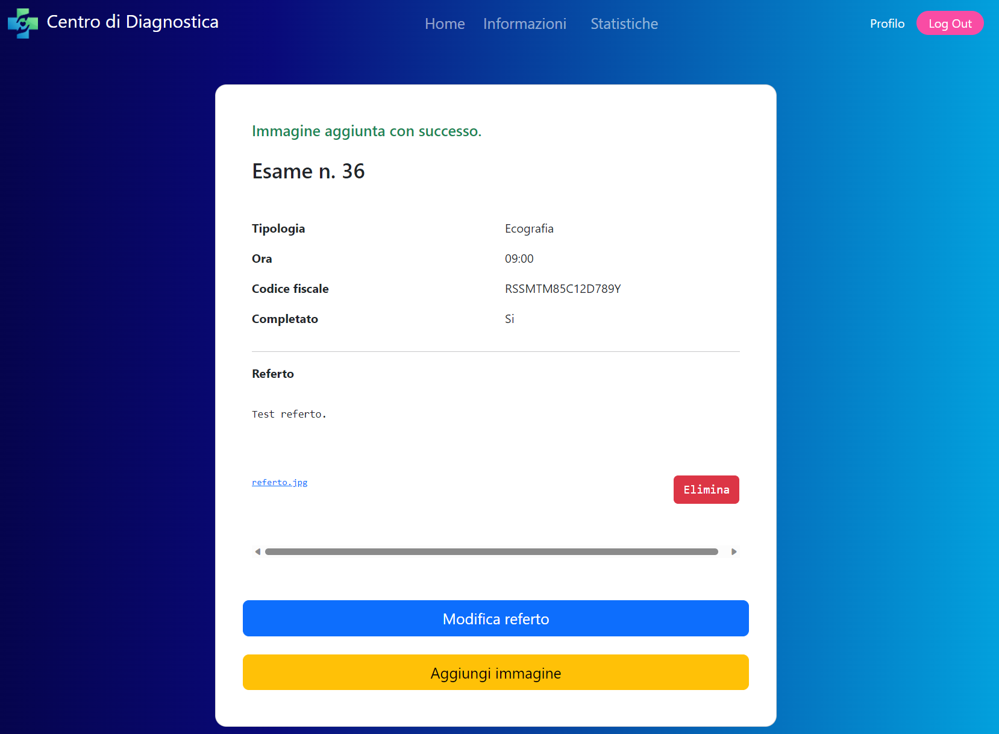 Centro di Diagnostica
Home Informazioni Statistiche
Profilo Log Out
Immagine aggiunta con successo.
Esame n. 36
Tipologia Ecografia
Ora 09:00
Codice fiscale RSSMTM85C12D789Y
Completato Si
Referto
Test referto.
referto.jpg Elimina
Modifica referto
Aggiungi immagine